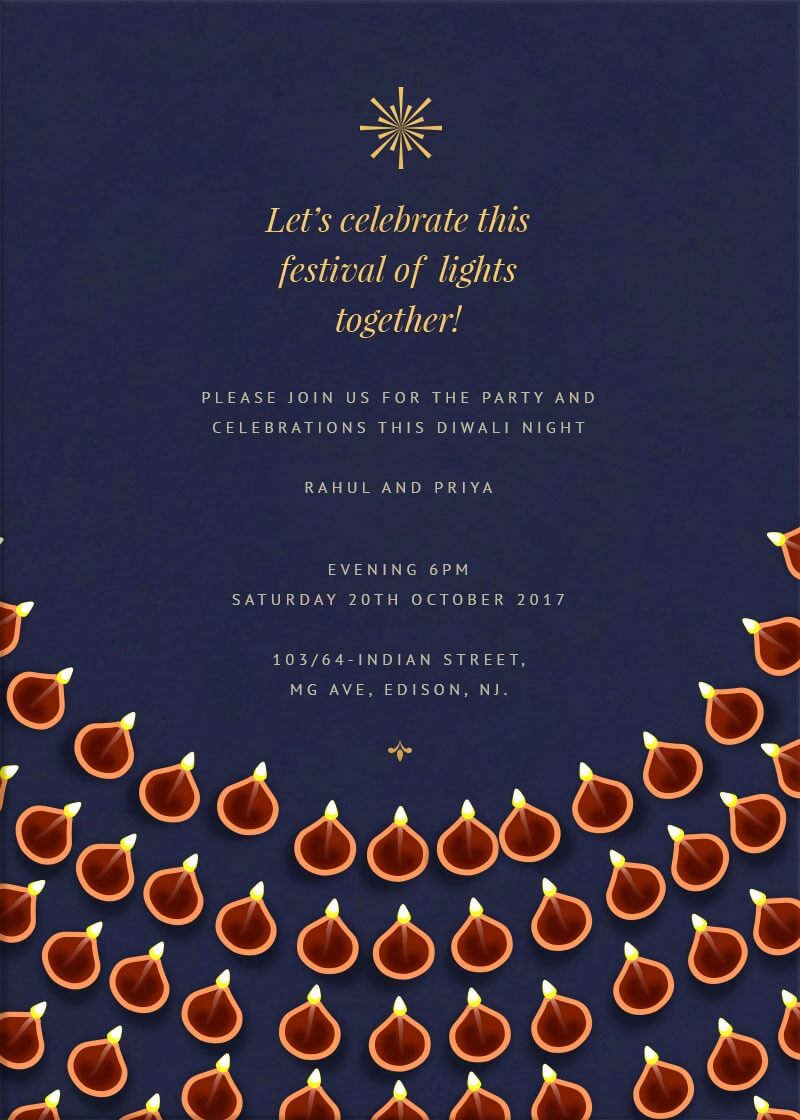 Let’s celebrate this
festival of lights
together!
PLEASE JOIN US FOR THE PARTY AND
CELEBRATIONS THIS DIWALI NIGHT
RAHUL AND PRIYA
EVENING 6PM
SATURDAY 20TH OCTOBER 2017
103/64-INDIAN STREET,
MG AVE, EDISON, NJ.